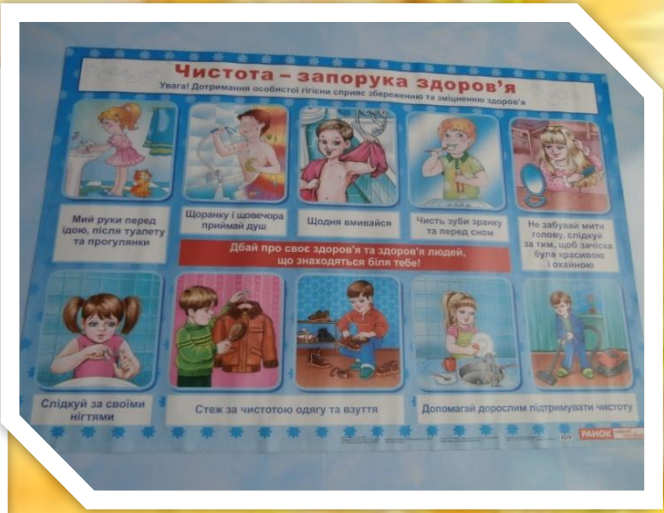 Чистота – запорука здоров'я
Увага! Дотримання особистої гігієни сприяє збереженню та зміцненню здоров'я
Мий руки перед
їдою, після туалету
та прогулянки
Щоранку і щовечора
приймай душ
Щодня вмивайся
Чисть зуби зранку
та перед сном
Не забувай мити
голову, слідкуй
за тим, щоб зачіска
була красивою
і охайною
Дбай про своє здоров'я та здоров'я людей,
що знаходяться біля тебе!
Слідкуй за своїми
нігтями
Стеж за чистотою одягу та взуття
Допомагай дорослим підтримувати чистоту
РАНОК